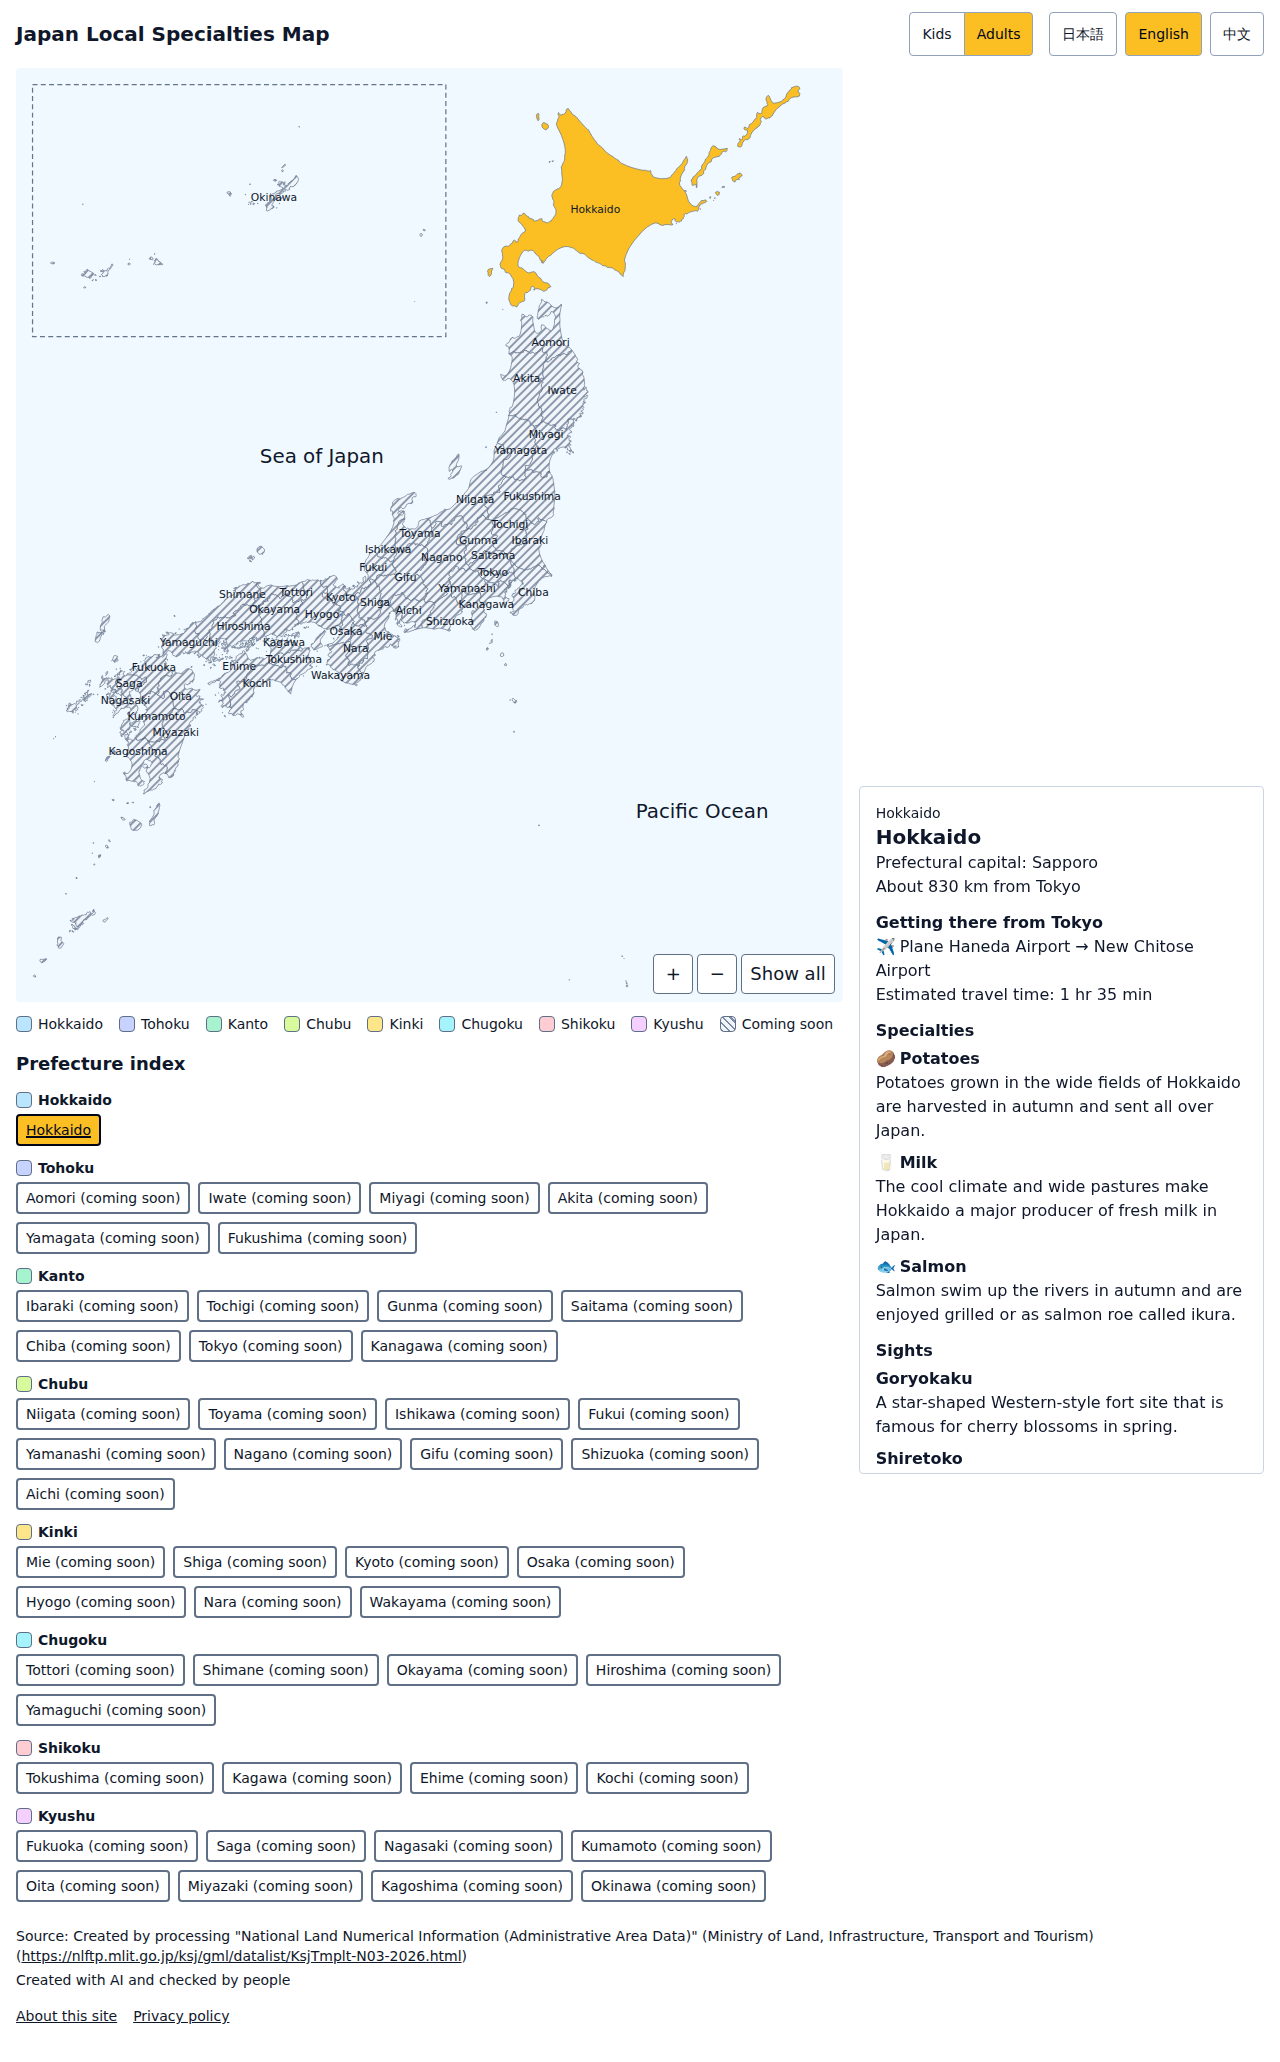 Japan Local Specialties Map
Kids
Adults
日本語
English
中文
Okinawa
Hokkaido
Aomori
Akita
Iwate
Miyagi
Yamagata
Sea of Japan
Niigata
Fukushima
Tochigi
Toyama
Gunma
Ibaraki
Ishikawa
Nagano
Saitama
Fukui
Tokyo
Gifu
Yamanashi
Chiba
Shimane
Tottori
Kyoto
Shiga
Kanagawa
Okayama
Hyogo
Aichi
Shizuoka
Hiroshima
Osaka
Mie
Yamaguchi
Kagawa
Nara
Tokushima
Fukuoka
Ehime
Wakayama
Saga
Kochi
Nagasaki
Oita
Kumamoto
Miyazaki
Kagoshima
Pacific Ocean
+
−
Show all
Hokkaido
Tohoku
Kanto
Chubu
Kinki
Chugoku
Shikoku
Kyushu
Coming soon
Prefecture index
Hokkaido
Hokkaido
Tohoku
Aomori (coming soon)
Iwate (coming soon)
Miyagi (coming soon)
Akita (coming soon)
Yamagata (coming soon)
Fukushima (coming soon)
Kanto
Ibaraki (coming soon)
Tochigi (coming soon)
Gunma (coming soon)
Saitama (coming soon)
Chiba (coming soon)
Tokyo (coming soon)
Kanagawa (coming soon)
Chubu
Niigata (coming soon)
Toyama (coming soon)
Ishikawa (coming soon)
Fukui (coming soon)
Yamanashi (coming soon)
Nagano (coming soon)
Gifu (coming soon)
Shizuoka (coming soon)
Aichi (coming soon)
Kinki
Mie (coming soon)
Shiga (coming soon)
Kyoto (coming soon)
Osaka (coming soon)
Hyogo (coming soon)
Nara (coming soon)
Wakayama (coming soon)
Chugoku
Tottori (coming soon)
Shimane (coming soon)
Okayama (coming soon)
Hiroshima (coming soon)
Yamaguchi (coming soon)
Shikoku
Tokushima (coming soon)
Kagawa (coming soon)
Ehime (coming soon)
Kochi (coming soon)
Kyushu
Fukuoka (coming soon)
Saga (coming soon)
Nagasaki (coming soon)
Kumamoto (coming soon)
Oita (coming soon)
Miyazaki (coming soon)
Kagoshima (coming soon)
Okinawa (coming soon)
Hokkaido
Hokkaido
Prefectural capital: Sapporo
About 830 km from Tokyo
Getting there from Tokyo
✈️ Plane Haneda Airport → New Chitose
Airport
Estimated travel time: 1 hr 35 min
Specialties
🥔 Potatoes
Potatoes grown in the wide fields of Hokkaido
are harvested in autumn and sent all over
Japan.
🥛 Milk
The cool climate and wide pastures make
Hokkaido a major producer of fresh milk in
Japan.
🐟 Salmon
Salmon swim up the rivers in autumn and are
enjoyed grilled or as salmon roe called ikura.
Sights
Goryokaku
A star-shaped Western-style fort site that is
famous for cherry blossoms in spring.
Shiretoko
Source: Created by processing "National Land Numerical Information (Administrative Area Data)" (Ministry of Land, Infrastructure, Transport and Tourism)
(https://nlftp.mlit.go.jp/ksj/gml/datalist/KsjTmplt-N03-2026.html)
Created with AI and checked by people
About this site
Privacy policy